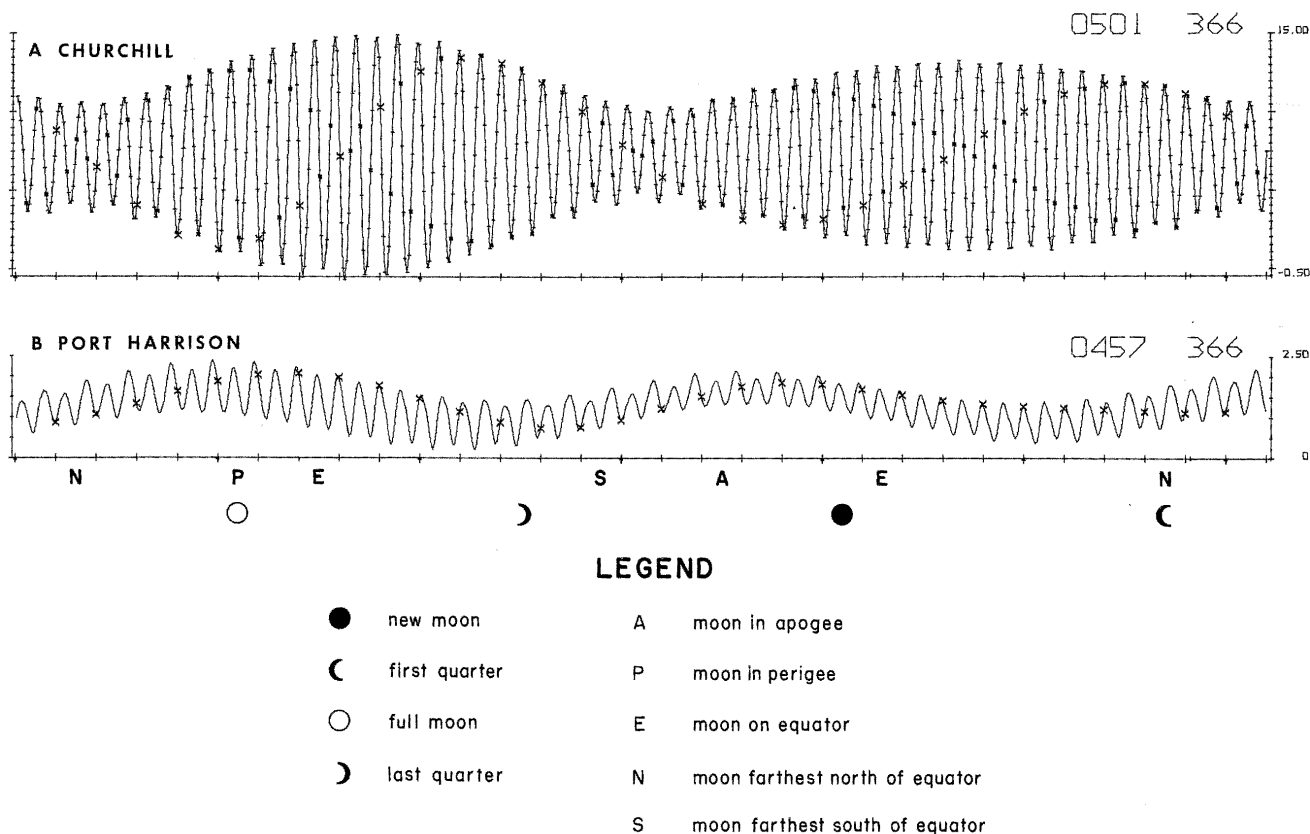 0501 366
15.00
A CHURCHILL
-0.50
B PORT HARRISON
0457 366
2.50
0
N P E S A E N
LEGEND
new moon A moon in apogee
first quarter P moon in perigee
full moon E moon on equator
last quarter N moon farthest north of equator
S moon farthest south of equator